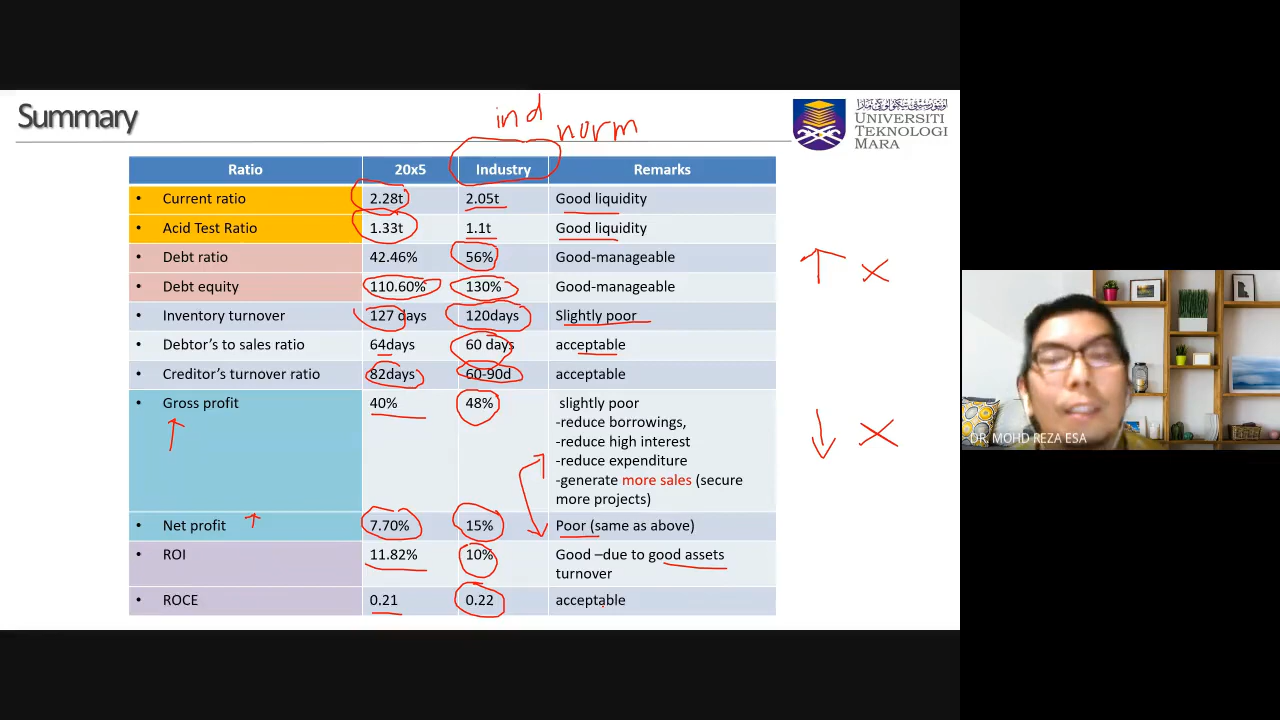 ind
norm
Summary
اونيۏرسيتي تيكنولوݢي مارا
UNIVERSITI
TEKNOLOGI
MARA
Ratio 20x5 Industry Remarks
• Current ratio 2.28t 2.05t Good liquidity
• Acid Test Ratio 1.33t 1.1t Good liquidity
• Debt ratio 42.46% 56% Good-manageable
• Debt equity 110.60% 130% Good-manageable
• Inventory turnover 127 days 120days Slightly poor
• Debtor's to sales ratio 64days 60 days acceptable
• Creditor's turnover ratio 82days 60-90d acceptable
• Gross profit 40% 48% slightly poor
-reduce borrowings,
-reduce high interest
-reduce expenditure
-generate more sales (secure
more projects)
• Net profit 7.70% 15% Poor (same as above)
• ROI 11.82% 10% Good –due to good assets
turnover
• ROCE 0.21 0.22 acceptable
↑ x
↓ x
DR. MOHD REZA ESA